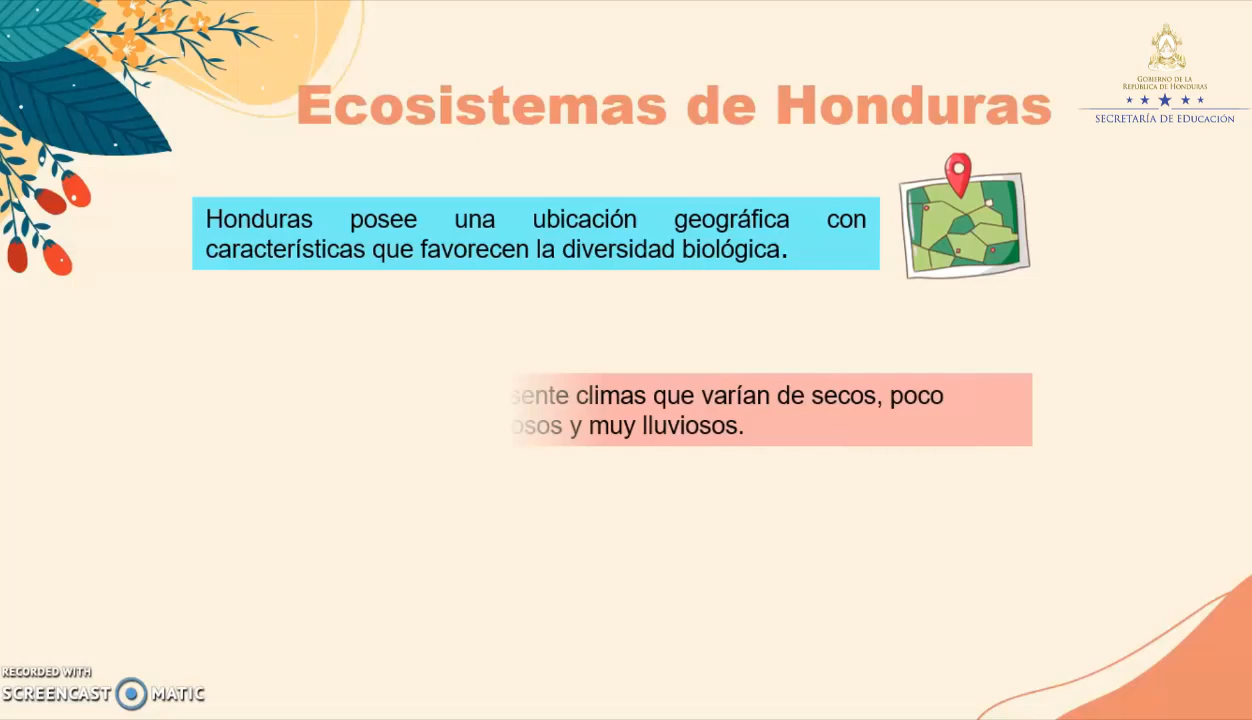 Ecosistemas de Honduras
GOBIERNO DE LA
REPÚBLICA DE HONDURAS
SECRETARÍA DE EDUCACIÓN
Honduras posee una ubicación geográfica con
características que favorecen la diversidad biológica.
climas que varían de secos, poco
y muy lluviosos.
RECORDED WITH
SCREENCAST MATIC